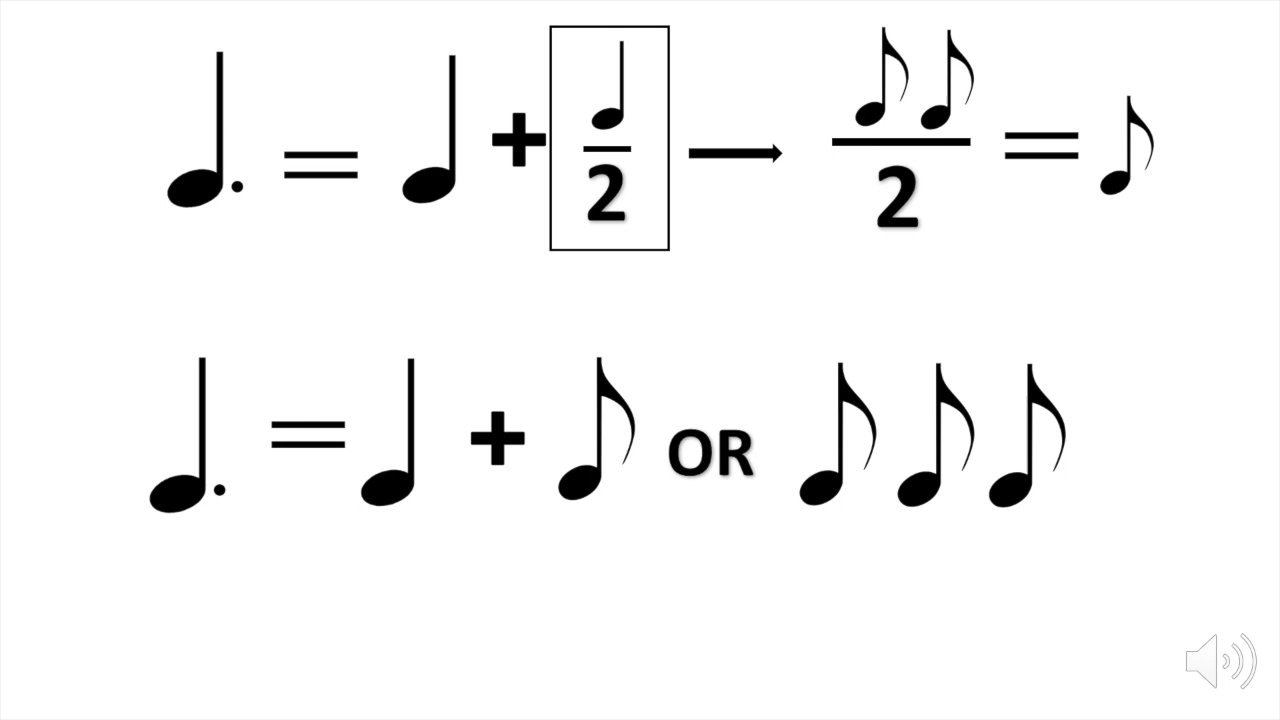 𝅘𝅥. = 𝅘𝅥 + 𝅘𝅥/2 → 𝅘𝅥𝅮 𝅘𝅥𝅮/2 = 𝅘𝅥𝅮
𝅘𝅥. = 𝅘𝅥 + 𝅘𝅥𝅮 OR 𝅘𝅥𝅮 𝅘𝅥𝅮 𝅘𝅥𝅮